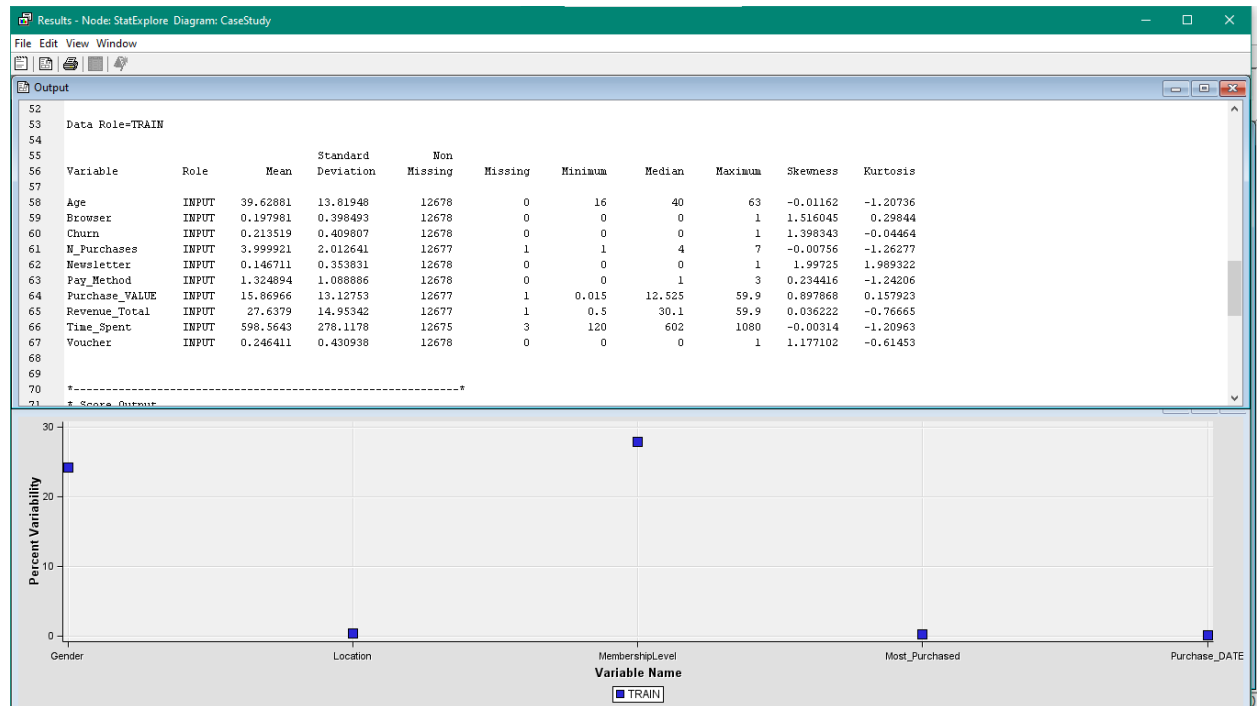 Results - Node: StatExplore Diagram: CaseStudy
File Edit View Window
Output
52
53 Data Role=TRAIN
54
55 Standard Non
56 Variable Role Mean Deviation Missing Missing Minimum Median Maximum Skewness Kurtosis
57
58 Age INPUT 39.62881 13.81948 12678 0 16 40 63 -0.01162 -1.20736
59 Browser INPUT 0.197981 0.398493 12678 0 0 0 1 1.516045 0.29844
60 Churn INPUT 0.213519 0.409807 12678 0 0 0 1 1.398343 -0.04464
61 N_Purchases INPUT 3.999921 2.012641 12677 1 1 4 7 -0.00756 -1.26277
62 Newsletter INPUT 0.146711 0.353831 12678 0 0 0 1 1.99725 1.989322
63 Pay_Method INPUT 1.324894 1.088886 12678 0 0 1 3 0.234416 -1.24206
64 Purchase_VALUE INPUT 15.86966 13.12753 12677 1 0.015 12.525 59.9 0.897868 0.157923
65 Revenue_Total INPUT 27.6379 14.95342 12677 1 0.5 30.1 59.9 0.036222 -0.76665
66 Time_Spent INPUT 598.5643 278.1178 12675 3 120 602 1080 -0.00314 -1.20963
67 Voucher INPUT 0.246411 0.430938 12678 0 0 0 1 1.177102 -0.61453
68
69
70 *------------------------------------------------------------*
71 * Score Output
30
20
10
0
Percent Variability
Gender Location MembershipLevel Most_Purchased Purchase_DATE
Variable Name
TRAIN